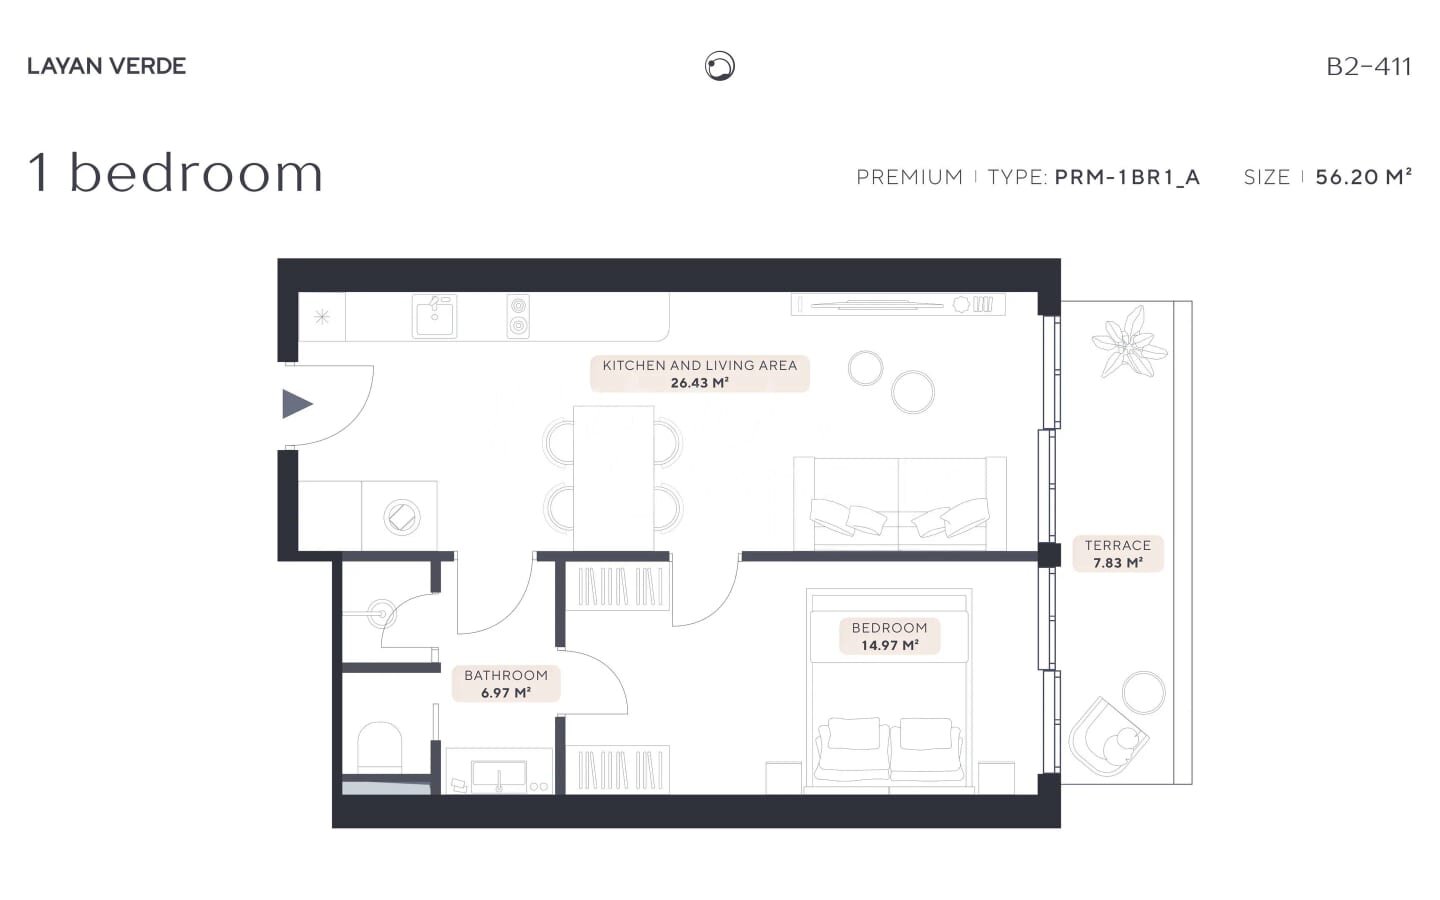 LAYAN VERDE
B2-411
1 bedroom
PREMIUM | TYPE: PRM-1BR1_A
SIZE | 56.20 M²
KITCHEN AND LIVING AREA
26.43 M²
TERRACE
7.83 M²
BEDROOM
14.97 M²
BATHROOM
6.97 M²